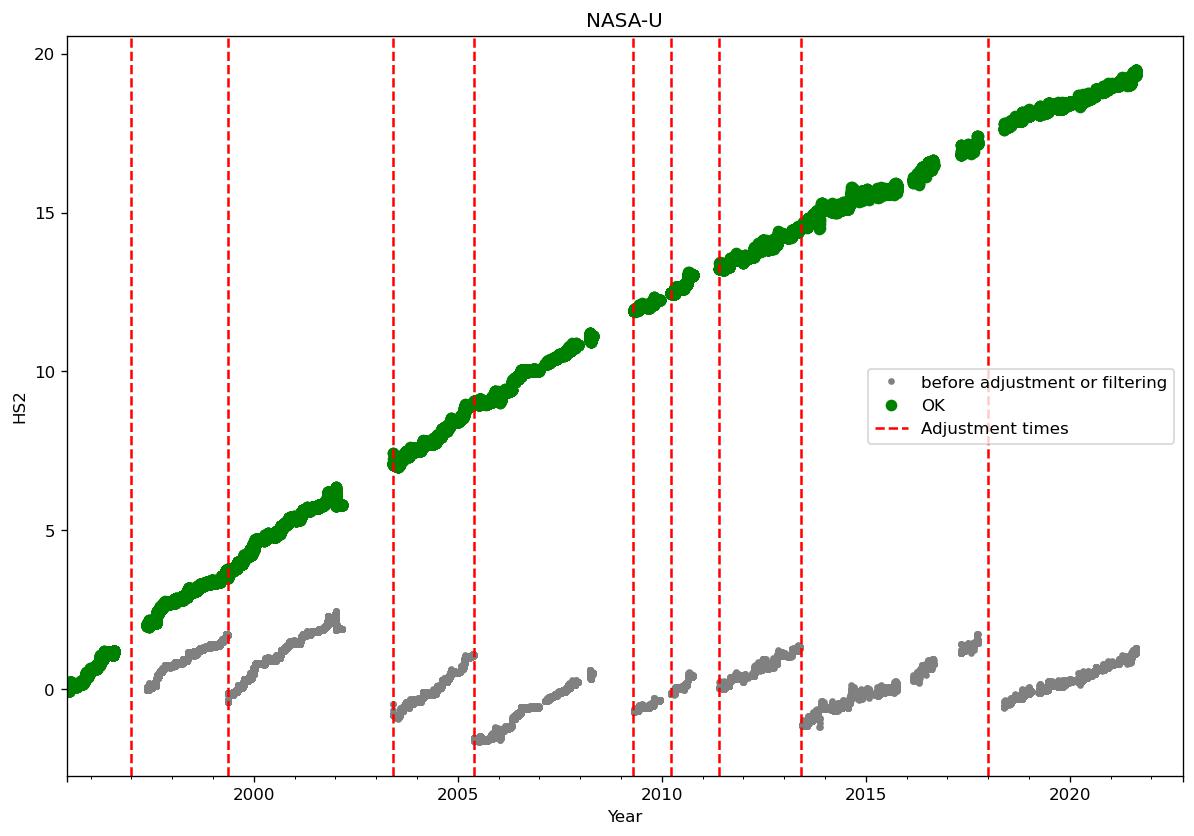 NASA-U
20
15
10
5
0
HS2
before adjustment or filtering
OK
Adjustment times
2000 2005 2010 2015 2020
Year